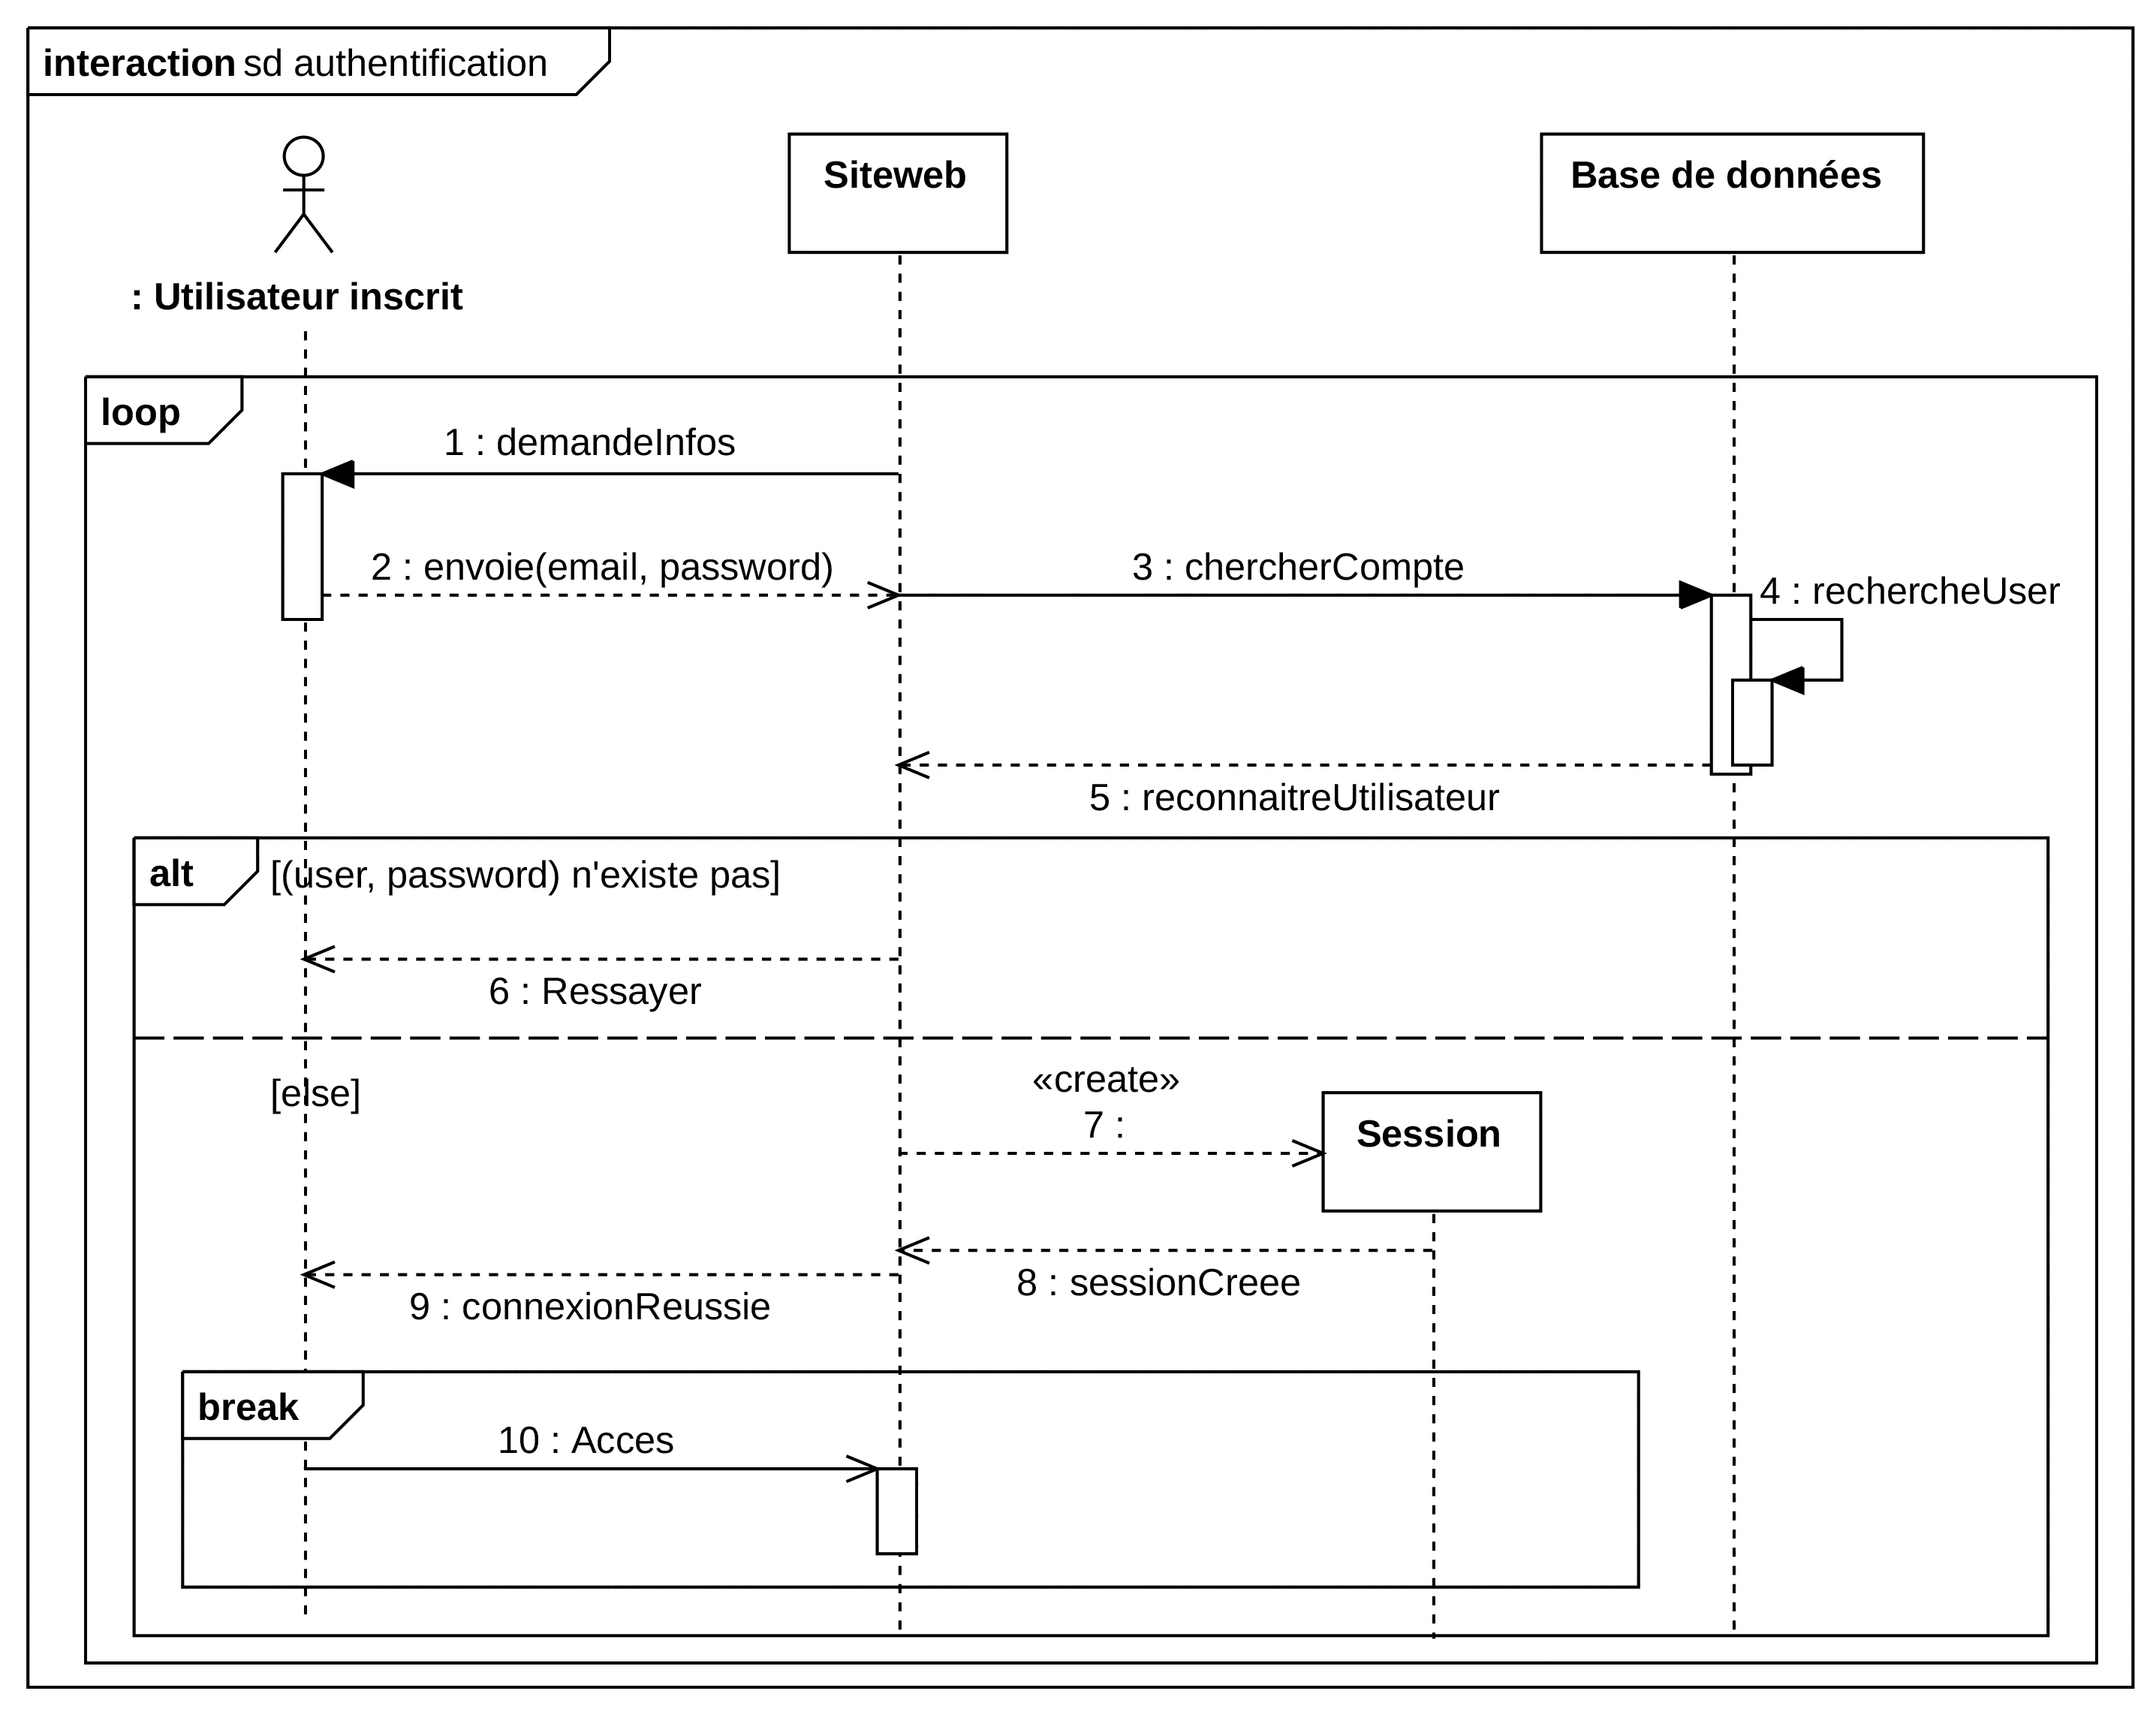 interaction sd authentification
Siteweb
Base de données
: Utilisateur inscrit
loop
1 : demandeInfos
2 : envoie(email, password)
3 : chercherCompte
4 : rechercheUser
5 : reconnaitreUtilisateur
alt
[(user, password) n'existe pas]
6 : Ressayer
[else]
«create»
7 :
Session
8 : sessionCreee
9 : connexionReussie
break
10 : Acces